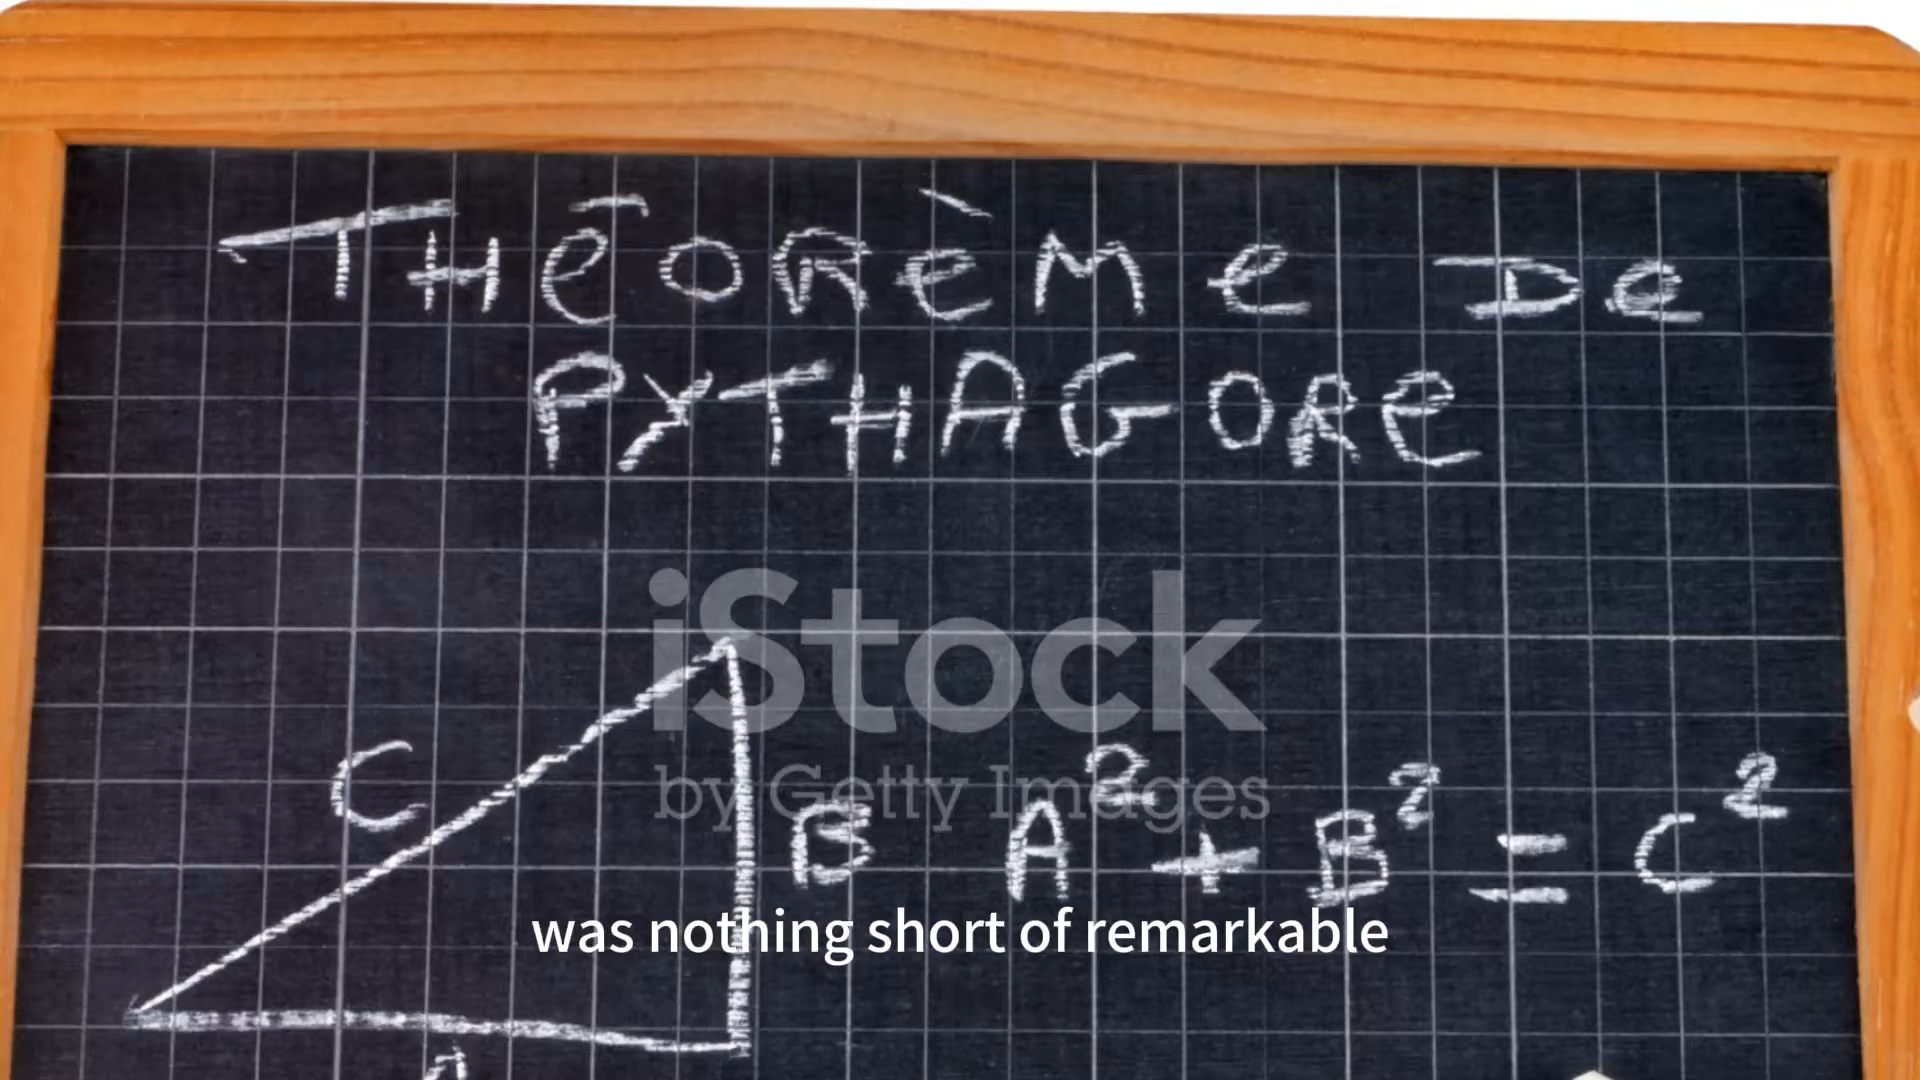 THéORèMe De
PYTHAGORe
iStock
by Getty Images
C
B
A² + B² = C²
was nothing short of remarkable
A